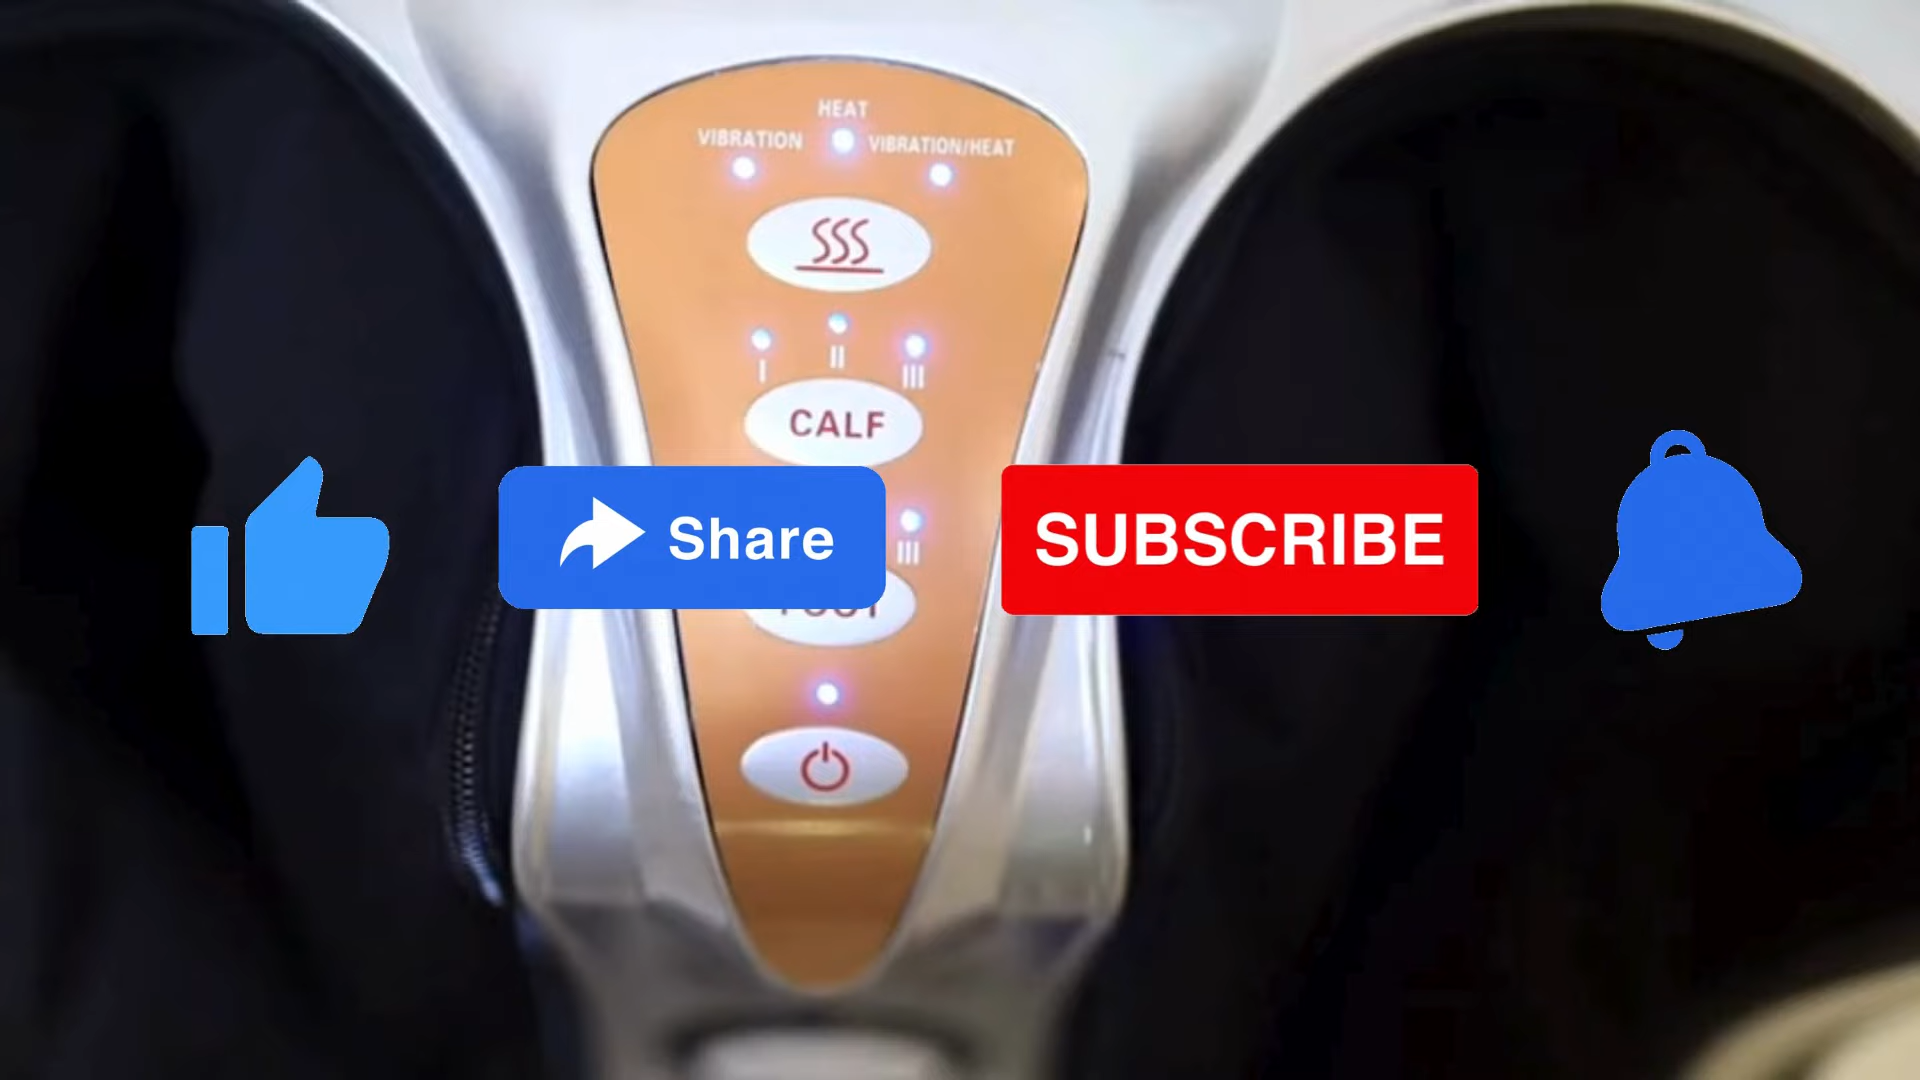 HEAT
VIBRATION
VIBRATION/HEAT
I
II
III
CALF
Share
SUBSCRIBE
III